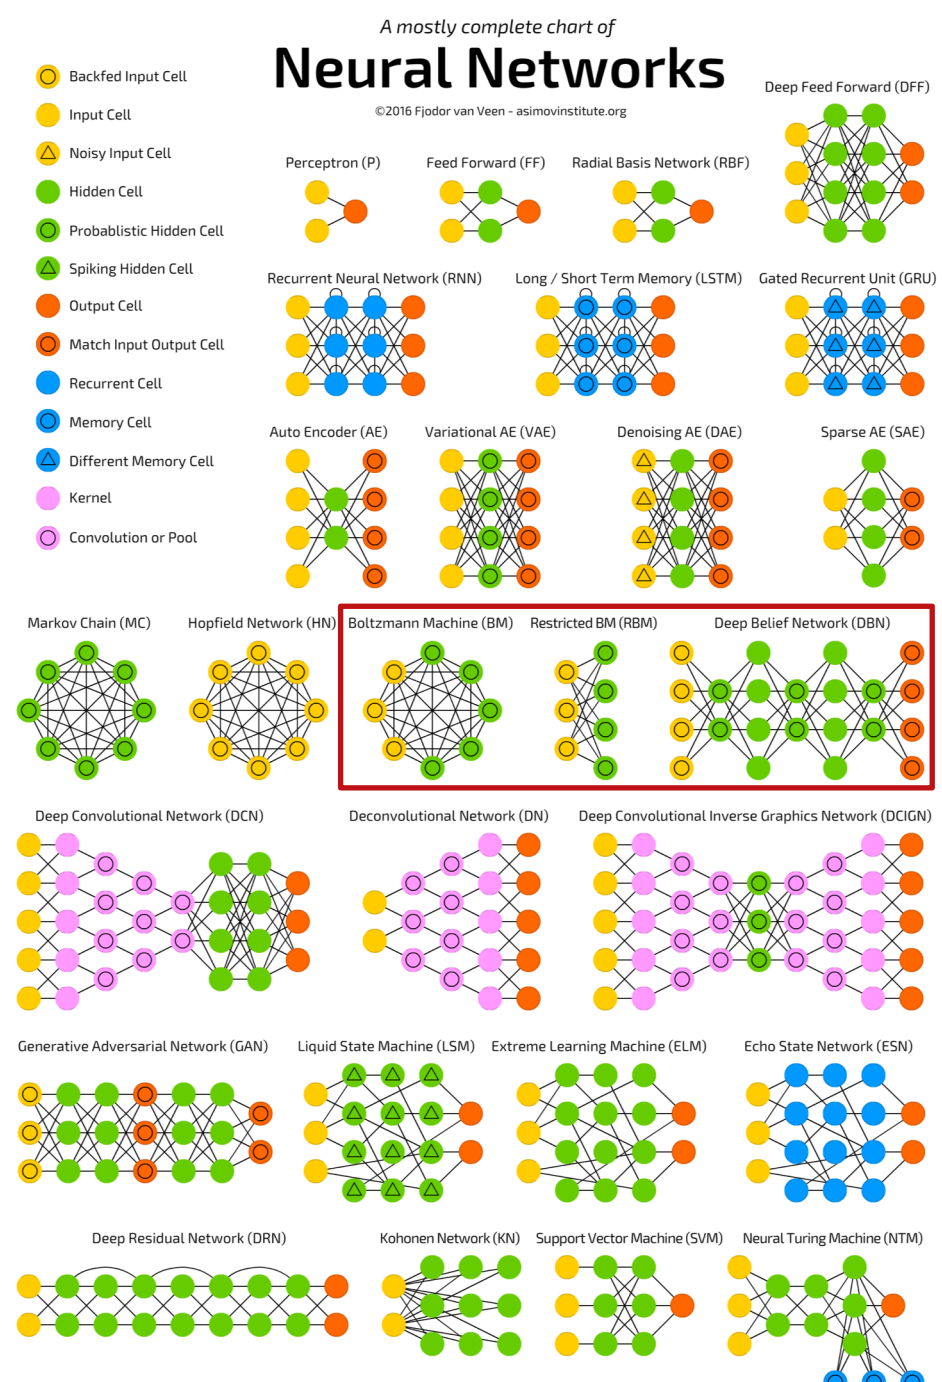 A mostly complete chart of
Neural Networks
©2016 Fjodor van Veen - asimovinstitute.org
Backfed Input Cell
Input Cell
Noisy Input Cell
Hidden Cell
Probablistic Hidden Cell
Spiking Hidden Cell
Output Cell
Match Input Output Cell
Recurrent Cell
Memory Cell
Different Memory Cell
Kernel
Convolution or Pool
Deep Feed Forward (DFF)
Perceptron (P)
Feed Forward (FF)
Radial Basis Network (RBF)
Recurrent Neural Network (RNN)
Long / Short Term Memory (LSTM)
Gated Recurrent Unit (GRU)
Auto Encoder (AE)
Variational AE (VAE)
Denoising AE (DAE)
Sparse AE (SAE)
Markov Chain (MC)
Hopfield Network (HN)
Boltzmann Machine (BM)
Restricted BM (RBM)
Deep Belief Network (DBN)
Deep Convolutional Network (DCN)
Deconvolutional Network (DN)
Deep Convolutional Inverse Graphics Network (DCIGN)
Generative Adversarial Network (GAN)
Liquid State Machine (LSM)
Extreme Learning Machine (ELM)
Echo State Network (ESN)
Deep Residual Network (DRN)
Kohonen Network (KN)
Support Vector Machine (SVM)
Neural Turing Machine (NTM)